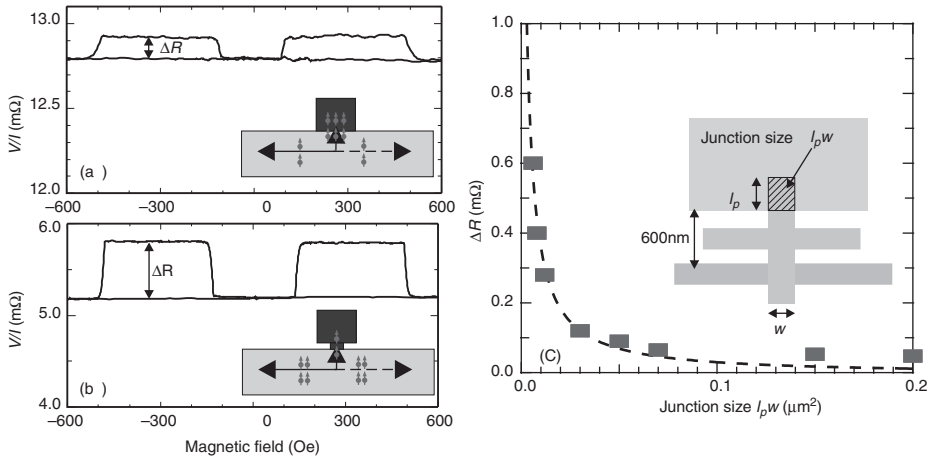 13.0
12.5
12.0
V/I (mΩ)
ΔR
(a )
−600
−300
0
300
600
6.0
5.0
4.0
V/I (mΩ)
ΔR
(b )
−600
−300
0
300
600
Magnetic field (Oe)
1.0
0.8
0.6
0.4
0.2
0.0
ΔR (mΩ)
Junction size
lpw
lp
600nm
w
(C)
0.0
0.1
0.2
Junction size lpw (μm²)